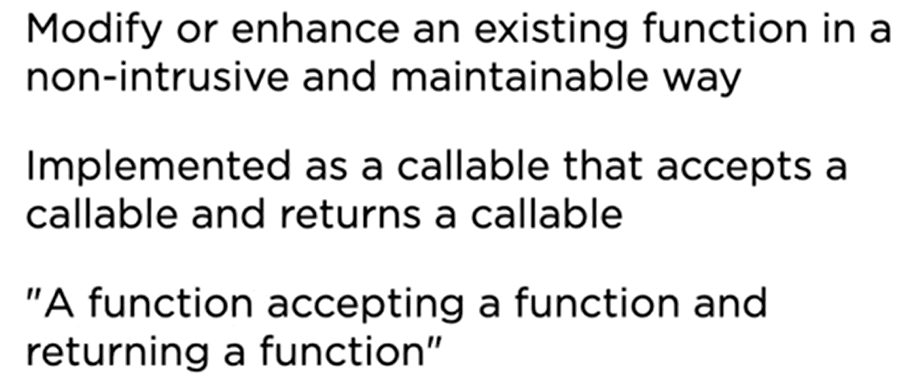 Modify or enhance an existing function in a
non-intrusive and maintainable way
Implemented as a callable that accepts a
callable and returns a callable
"A function accepting a function and
returning a function"